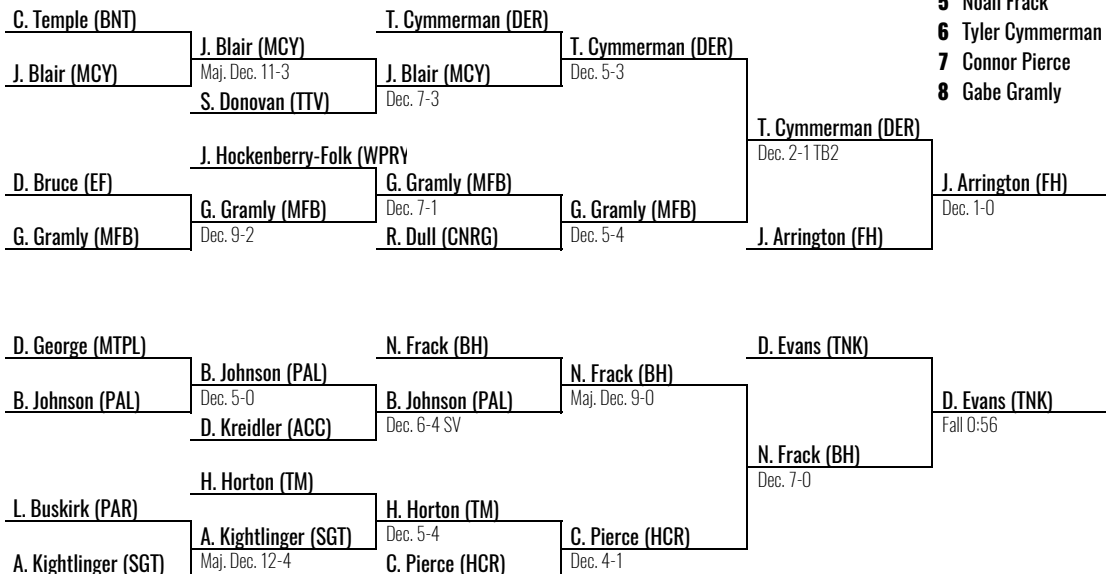 C. Temple (BNT)
J. Blair (MCY)
J. Blair (MCY)
Maj. Dec. 11-3
S. Donovan (TTV)
T. Cymmerman (DER)
J. Blair (MCY)
Dec. 7-3
T. Cymmerman (DER)
Dec. 5-3
5 Noah Frack
6 Tyler Cymmerman
7 Connor Pierce
8 Gabe Gramly
J. Hockenberry-Folk (WPRY
D. Bruce (EF)
G. Gramly (MFB)
G. Gramly (MFB)
Dec. 9-2
G. Gramly (MFB)
Dec. 7-1
R. Dull (CNRG)
G. Gramly (MFB)
Dec. 5-4
T. Cymmerman (DER)
Dec. 2-1 TB2
J. Arrington (FH)
J. Arrington (FH)
Dec. 1-0
D. George (MTPL)
B. Johnson (PAL)
B. Johnson (PAL)
Dec. 5-0
D. Kreidler (ACC)
N. Frack (BH)
B. Johnson (PAL)
Dec. 6-4 SV
N. Frack (BH)
Maj. Dec. 9-0
D. Evans (TNK)
D. Evans (TNK)
Fall 0:56
N. Frack (BH)
Dec. 7-0
H. Horton (TM)
L. Buskirk (PAR)
A. Kightlinger (SGT)
A. Kightlinger (SGT)
Maj. Dec. 12-4
H. Horton (TM)
Dec. 5-4
C. Pierce (HCR)
C. Pierce (HCR)
Dec. 4-1